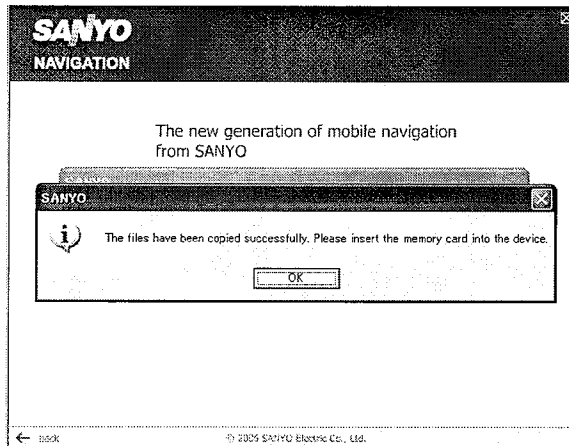 SANYO
NAVIGATION
The new generation of mobile navigation
from SANYO
SANYO
The files have been copied successfully. Please insert the memory card into the device.
OK
← back
© 2005 SANYO Electric Co., Ltd.